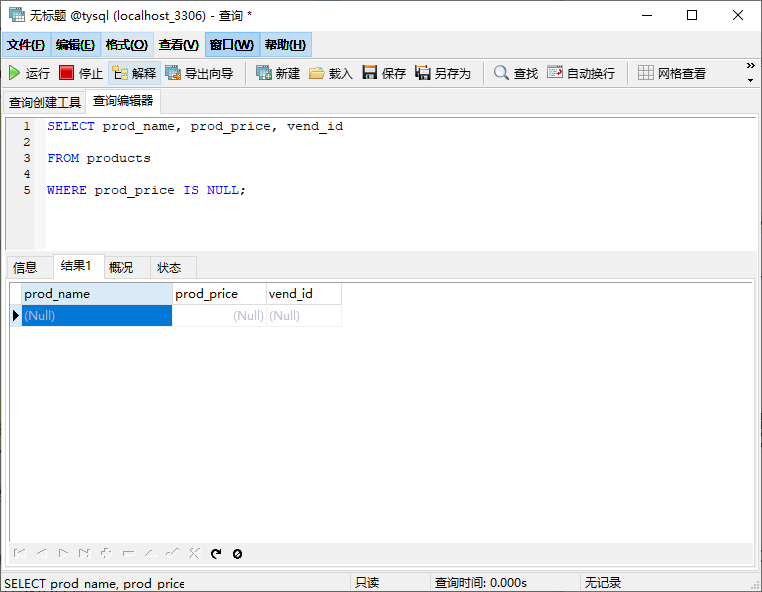 无标题 @tysql (localhost_3306) - 查询 *
文件(F) 编辑(E) 格式(O) 查看(V) 窗口(W) 帮助(H)
运行 停止 解释 导出向导 新建 载入 保存 另存为 查找 自动换行 网格查看 »
查询创建工具 查询编辑器
1 SELECT prod_name, prod_price, vend_id
2
3 FROM products
4
5 WHERE prod_price IS NULL;
信息 结果1 概况 状态
prod_name prod_price vend_id
(Null) (Null) (Null)
SELECT prod_name, prod_price 只读 查询时间: 0.000s 无记录